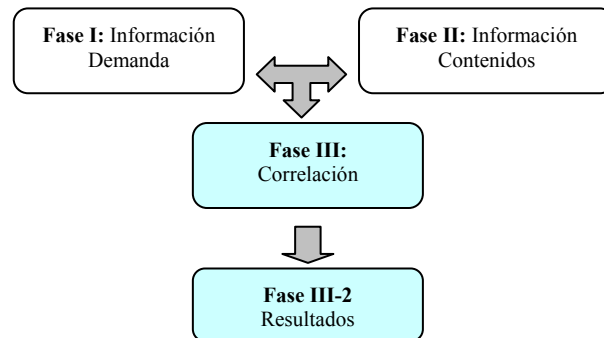 Fase I: Información
Demanda
Fase II: Información
Contenidos
Fase III:
Correlación
Fase III-2
Resultados